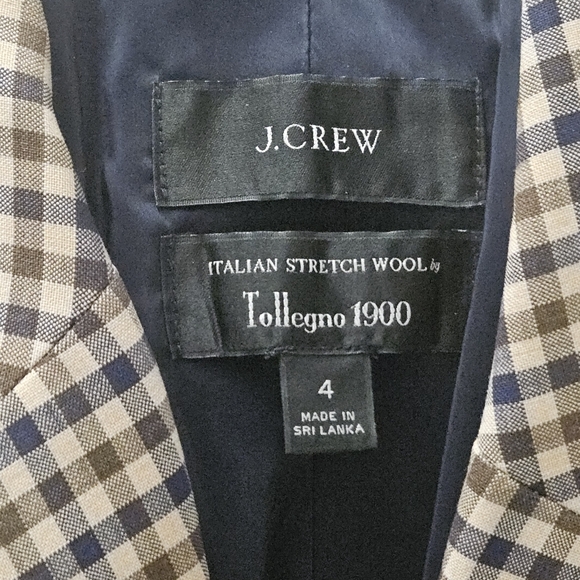 J.CREW
ITALIAN STRETCH WOOL by
Tollegno 1900
4
MADE IN
SRI LANKA